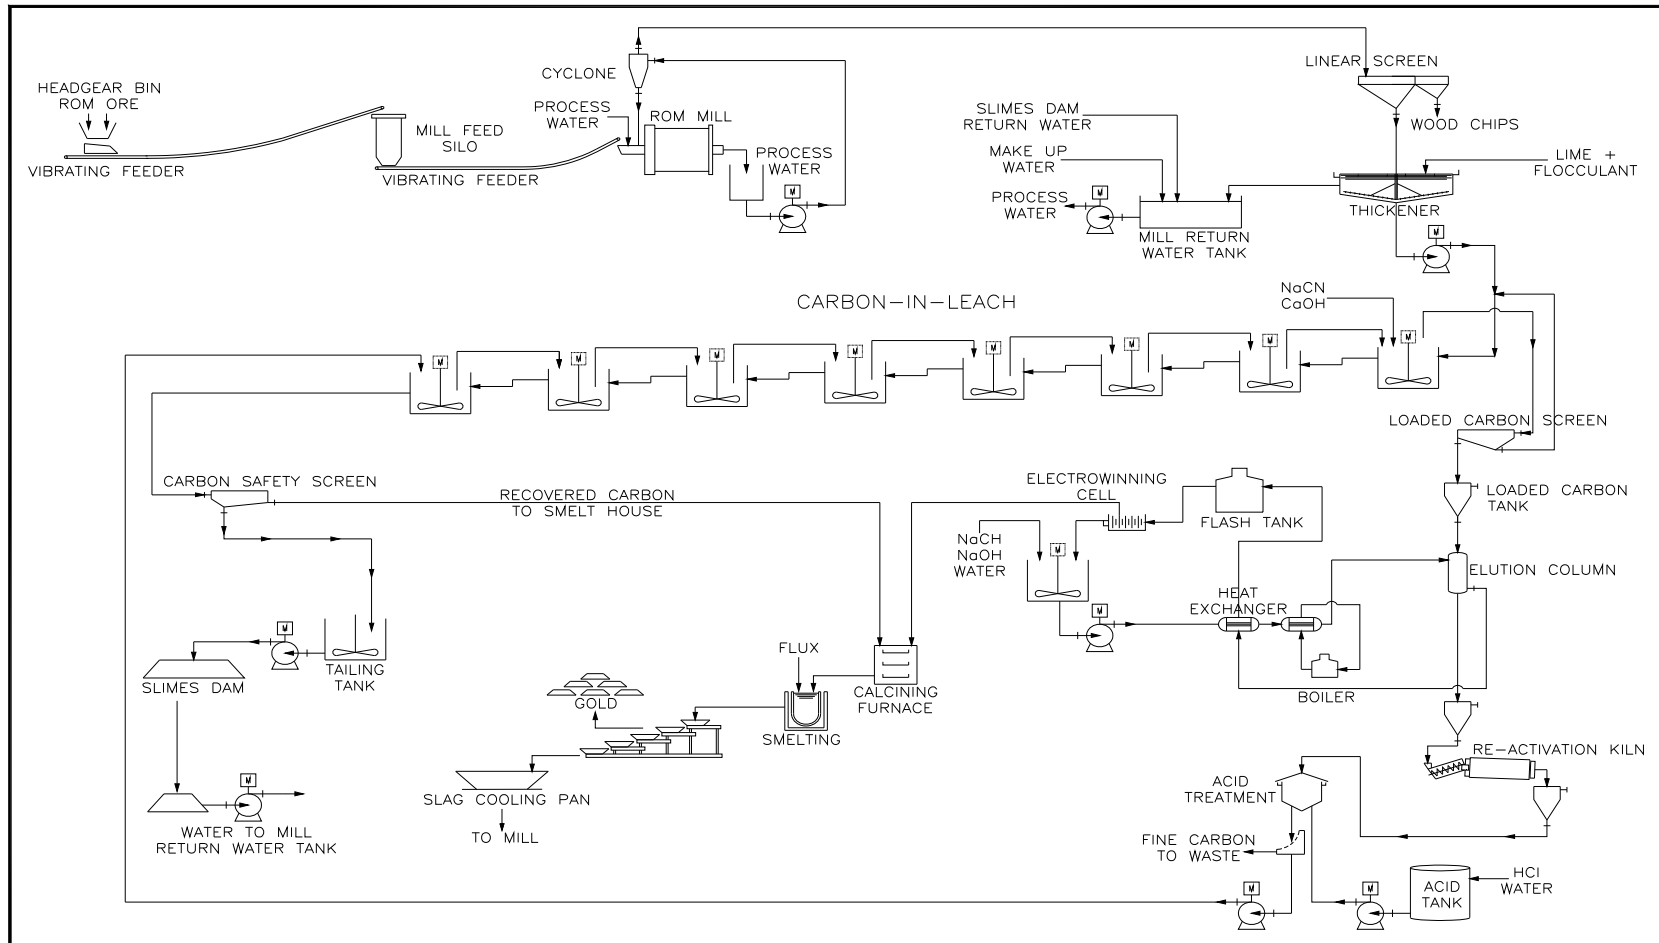 HEADGEAR BIN
ROM ORE
VIBRATING FEEDER
MILL FEED
SILO
VIBRATING FEEDER
CYCLONE
PROCESS
WATER
ROM MILL
PROCESS
WATER
M
LINEAR SCREEN
WOOD CHIPS
SLIMES DAM
RETURN WATER
MAKE UP
WATER
PROCESS
WATER
M
MILL RETURN
WATER TANK
LIME +
FLOCCULANT
THICKENER
M
CARBON-IN-LEACH
NaCN
CaOH
M
M
M
M
M
M
M
M
LOADED CARBON SCREEN
LOADED CARBON
TANK
ELUTION COLUMN
CARBON SAFETY SCREEN
RECOVERED CARBON
TO SMELT HOUSE
ELECTROWINNING
CELL
FLASH TANK
NaCH
NaOH
WATER
M
M
HEAT
EXCHANGER
BOILER
M
TAILING
TANK
SLIMES DAM
M
WATER TO MILL
RETURN WATER TANK
FLUX
CALCINING
FURNACE
SMELTING
GOLD
SLAG COOLING PAN
TO MILL
RE-ACTIVATION KILN
ACID
TREATMENT
FINE CARBON
TO WASTE
M
M
ACID
TANK
HCl
WATER